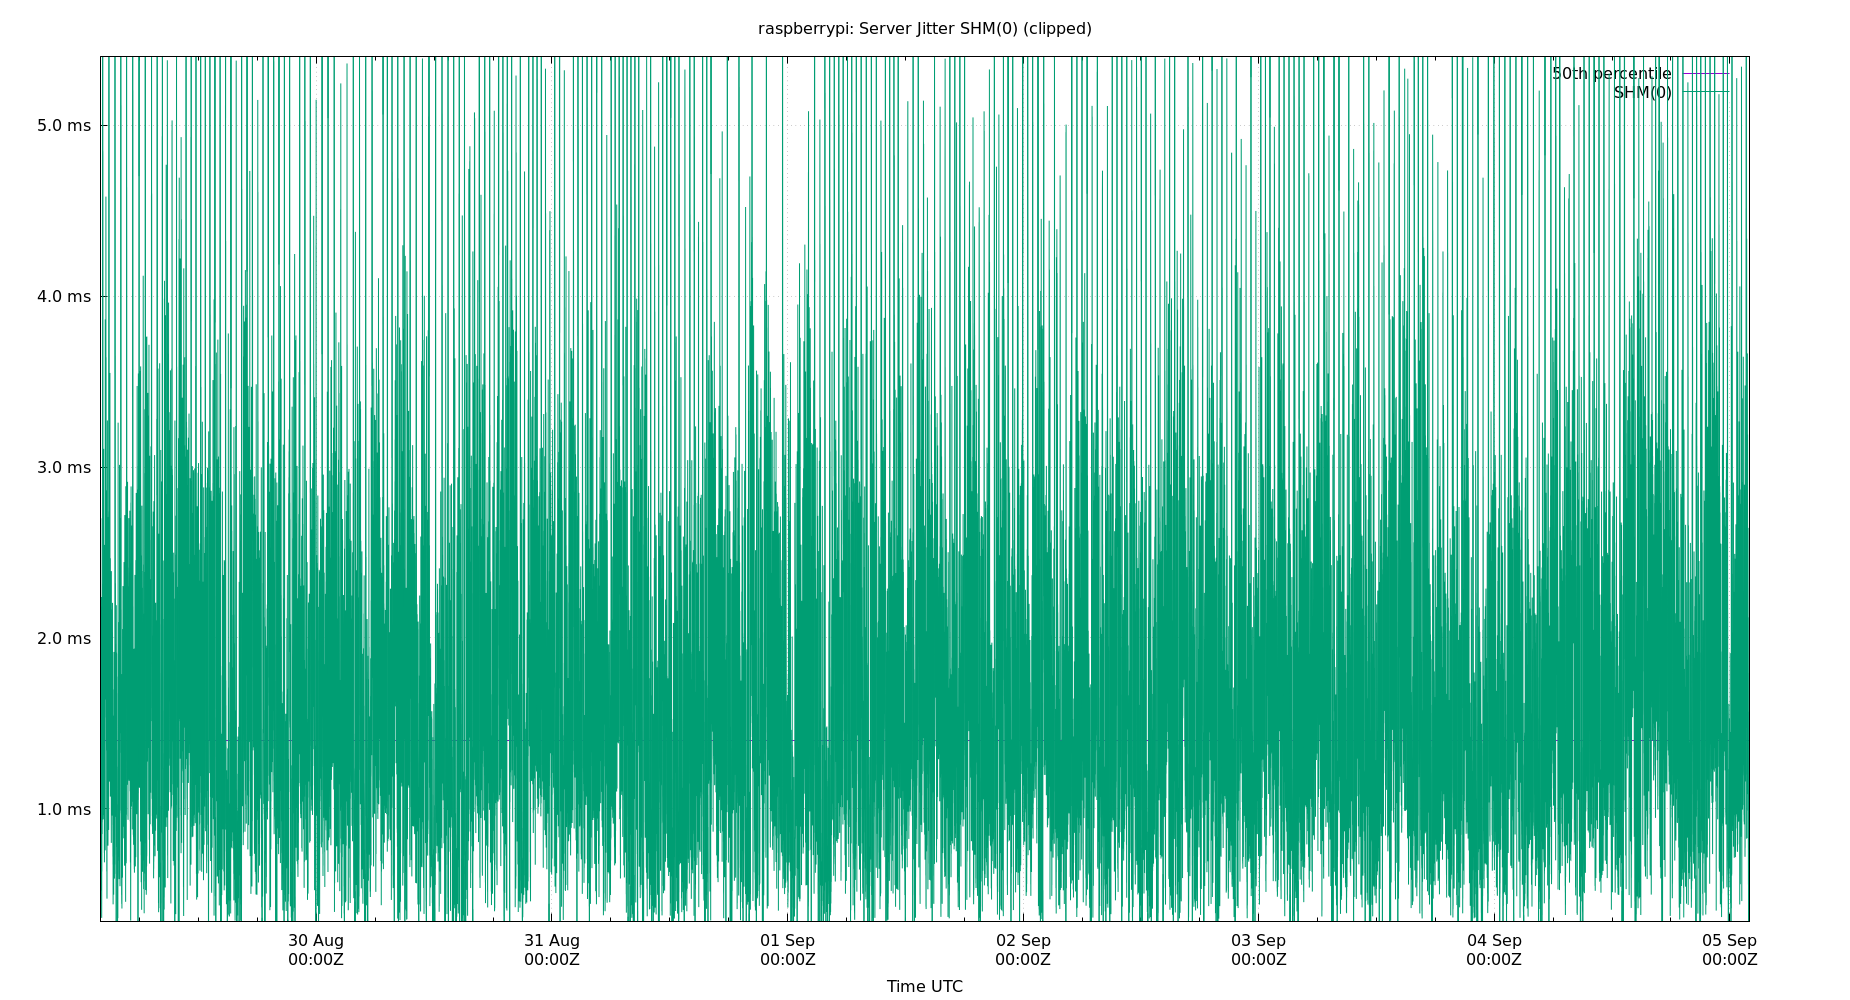 raspberrypi: Server Jitter SHM(0) (clipped)
50th percentile
SHM(0)
5.0 ms
4.0 ms
3.0 ms
2.0 ms
1.0 ms
30 Aug 31 Aug 01 Sep 02 Sep 03 Sep 04 Sep 05 Sep
00:00Z 00:00Z 00:00Z 00:00Z 00:00Z 00:00Z 00:00Z
Time UTC